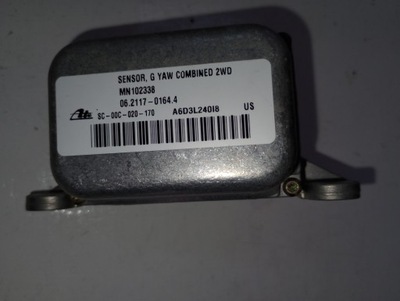 SENSOR, G YAW COMBINED 2WD
MN102338
06.2117-0164.4
Ate SC-00C-020-170 A6D3L240I8 US